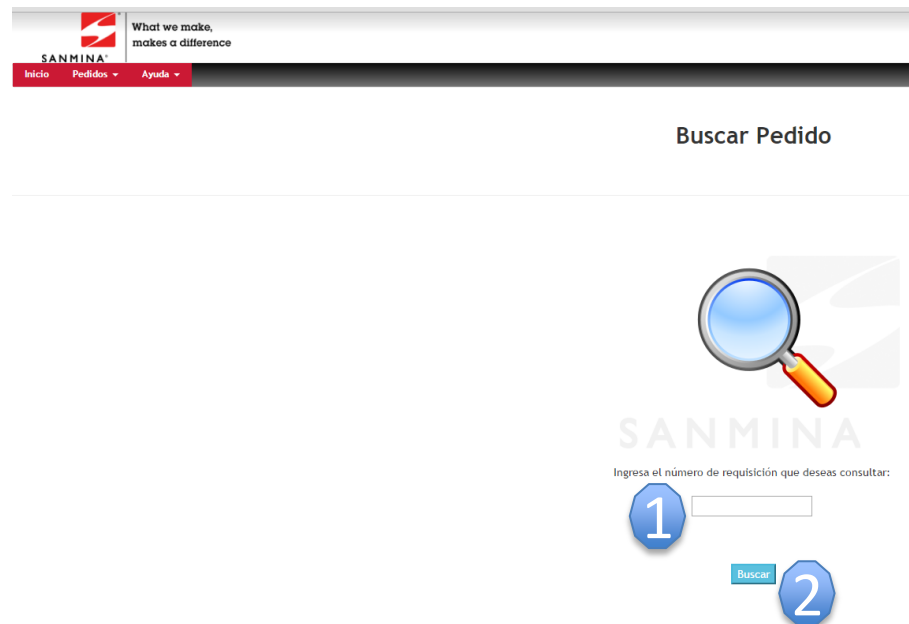 What we make,
makes a difference
SANMINA®
Inicio Pedidos Ayuda
Buscar Pedido
SANMINA
Ingresa el número de requisición que deseas consultar:
1
Buscar
2